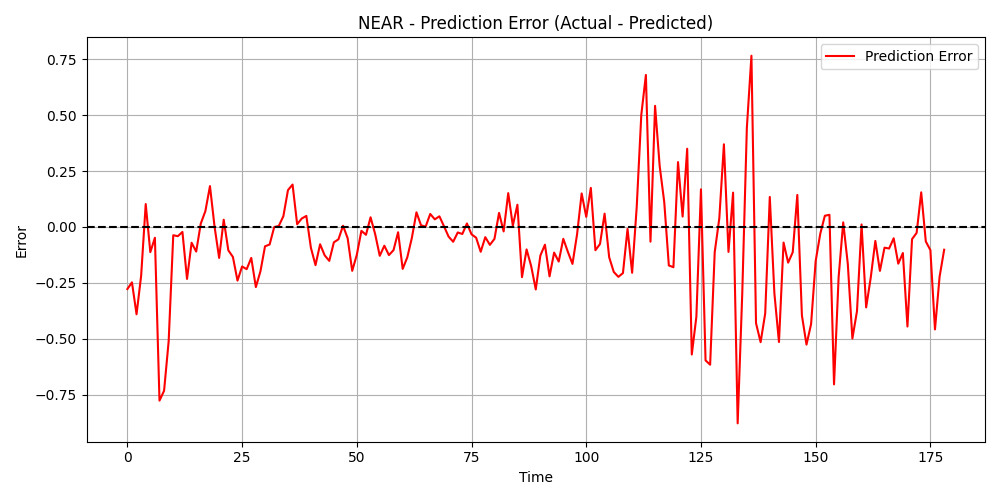 NEAR - Prediction Error (Actual - Predicted)
Prediction Error
0.75
0.50
0.25
0.00
−0.25
−0.50
−0.75
Error
0 25 50 75 100 125 150 175
Time